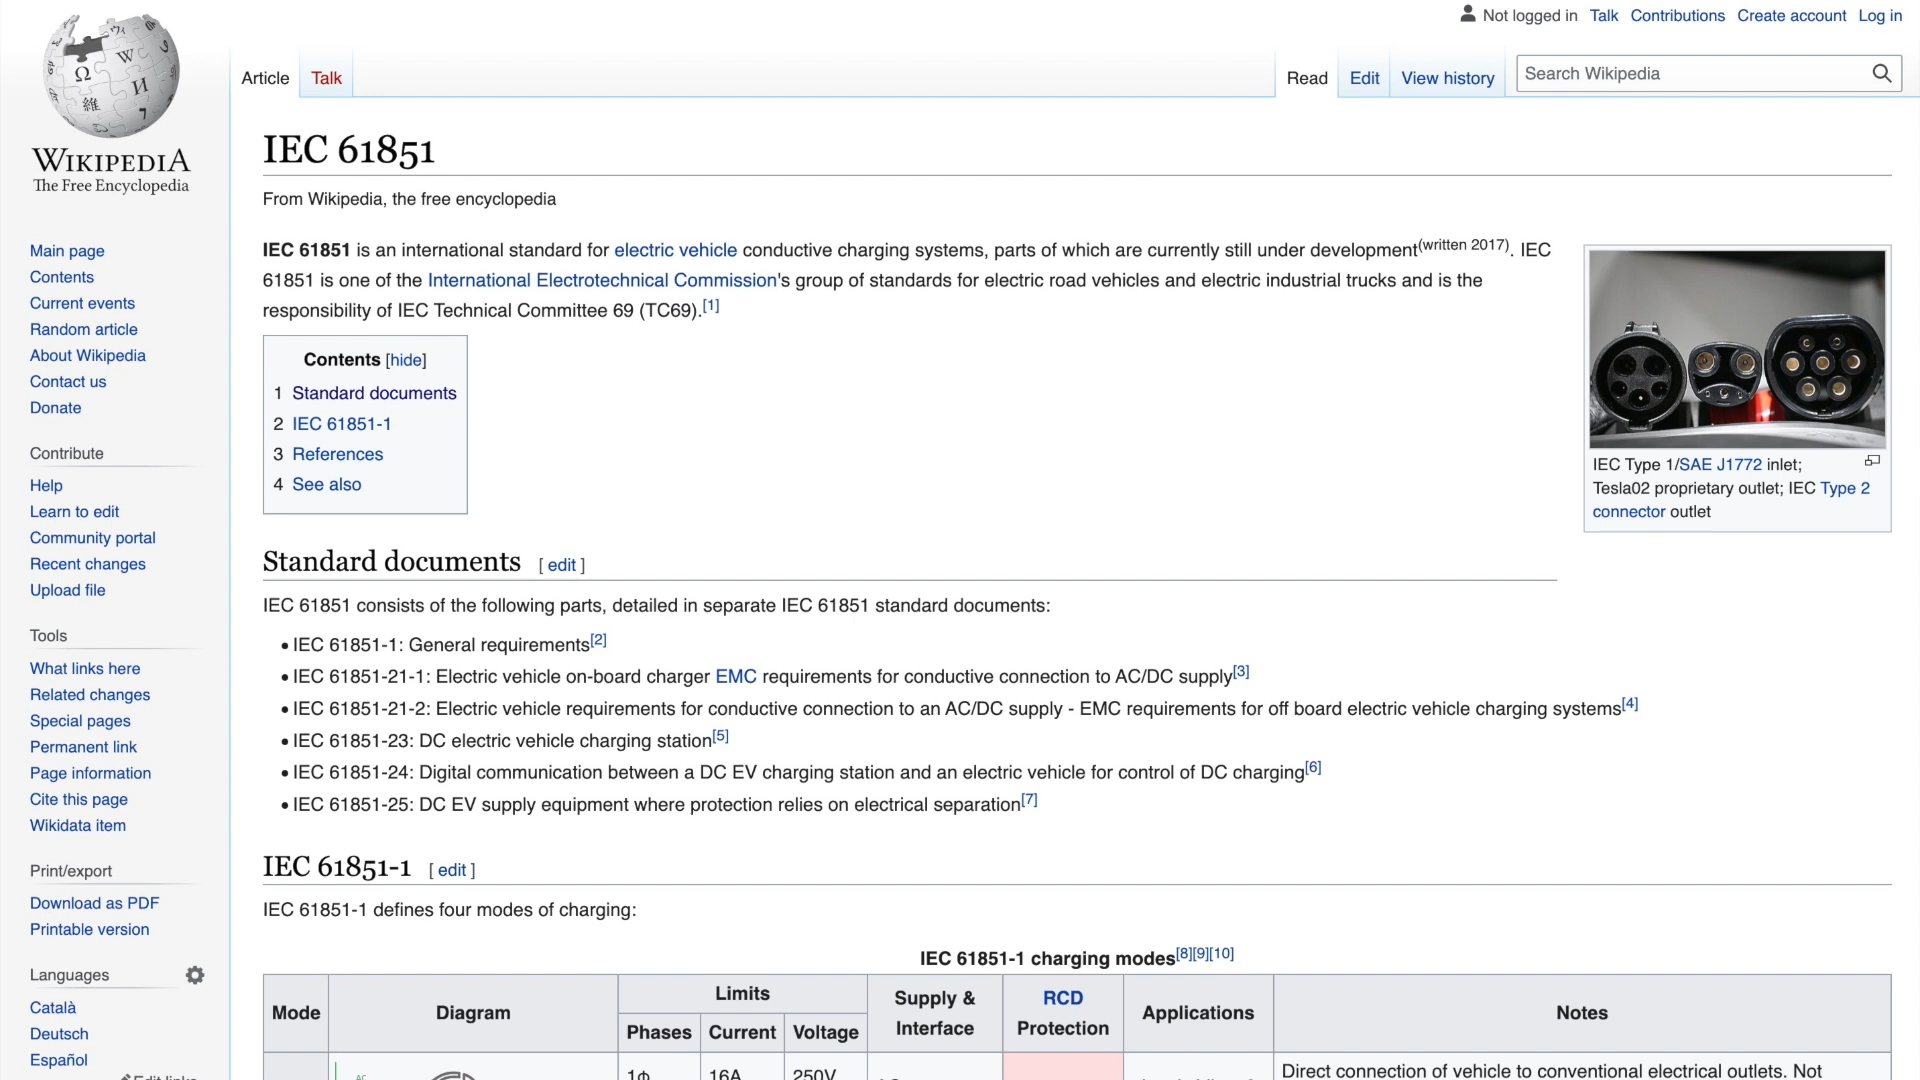 Not logged in Talk Contributions Create account Log in
Article Talk Read Edit View history Search Wikipedia
WIKIPEDIA
The Free Encyclopedia
Main page
Contents
Current events
Random article
About Wikipedia
Contact us
Donate
Contribute
Help
Learn to edit
Community portal
Recent changes
Upload file
Tools
What links here
Related changes
Special pages
Permanent link
Page information
Cite this page
Wikidata item
Print/export
Download as PDF
Printable version
Languages
Català
Deutsch
Español
Edit links
IEC 61851
From Wikipedia, the free encyclopedia
IEC 61851 is an international standard for electric vehicle conductive charging systems, parts of which are currently still under development(written 2017). IEC
61851 is one of the International Electrotechnical Commission's group of standards for electric road vehicles and electric industrial trucks and is the
responsibility of IEC Technical Committee 69 (TC69).[1]
IEC Type 1/SAE J1772 inlet;
Tesla02 proprietary outlet; IEC Type 2
connector outlet
Contents [hide]
1 Standard documents
2 IEC 61851-1
3 References
4 See also
Standard documents [ edit ]
IEC 61851 consists of the following parts, detailed in separate IEC 61851 standard documents:
• IEC 61851-1: General requirements[2]
• IEC 61851-21-1: Electric vehicle on-board charger EMC requirements for conductive connection to AC/DC supply[3]
• IEC 61851-21-2: Electric vehicle requirements for conductive connection to an AC/DC supply - EMC requirements for off board electric vehicle charging systems[4]
• IEC 61851-23: DC electric vehicle charging station[5]
• IEC 61851-24: Digital communication between a DC EV charging station and an electric vehicle for control of DC charging[6]
• IEC 61851-25: DC EV supply equipment where protection relies on electrical separation[7]
IEC 61851-1 [ edit ]
IEC 61851-1 defines four modes of charging:
IEC 61851-1 charging modes[8][9][10]
Mode Diagram Limits Supply & Interface RCD Protection Applications Notes
Phases Current Voltage
AC 1ϕ 16A 250V Direct connection of vehicle to conventional electrical outlets. Not